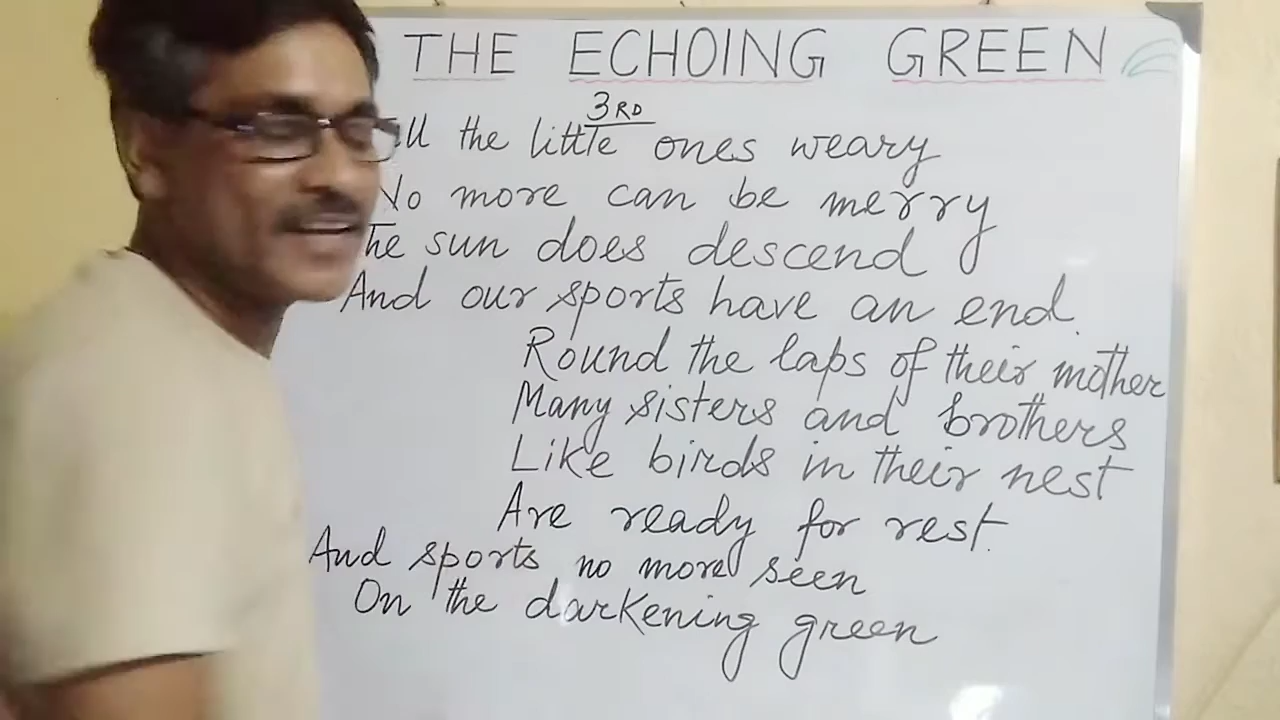 THE ECHOING GREEN
3RD
ll the little ones weary
No more can be merry
The sun does descend
And our sports have an end.
Round the laps of their mother
Many sisters and brothers
Like birds in their nest
Are ready for rest.
And sports no more seen
On the darkening green